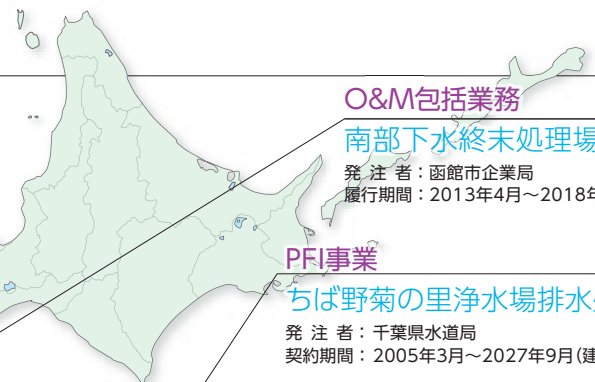 O&M包括業務
南部下水終末処理場
発注者：函館市企業局
履行期間：2013年4月～2018年
PFI事業
ちば野菊の里浄水場排水
発注者：千葉県水道局
契約期間：2005年3月～2027年9月（建